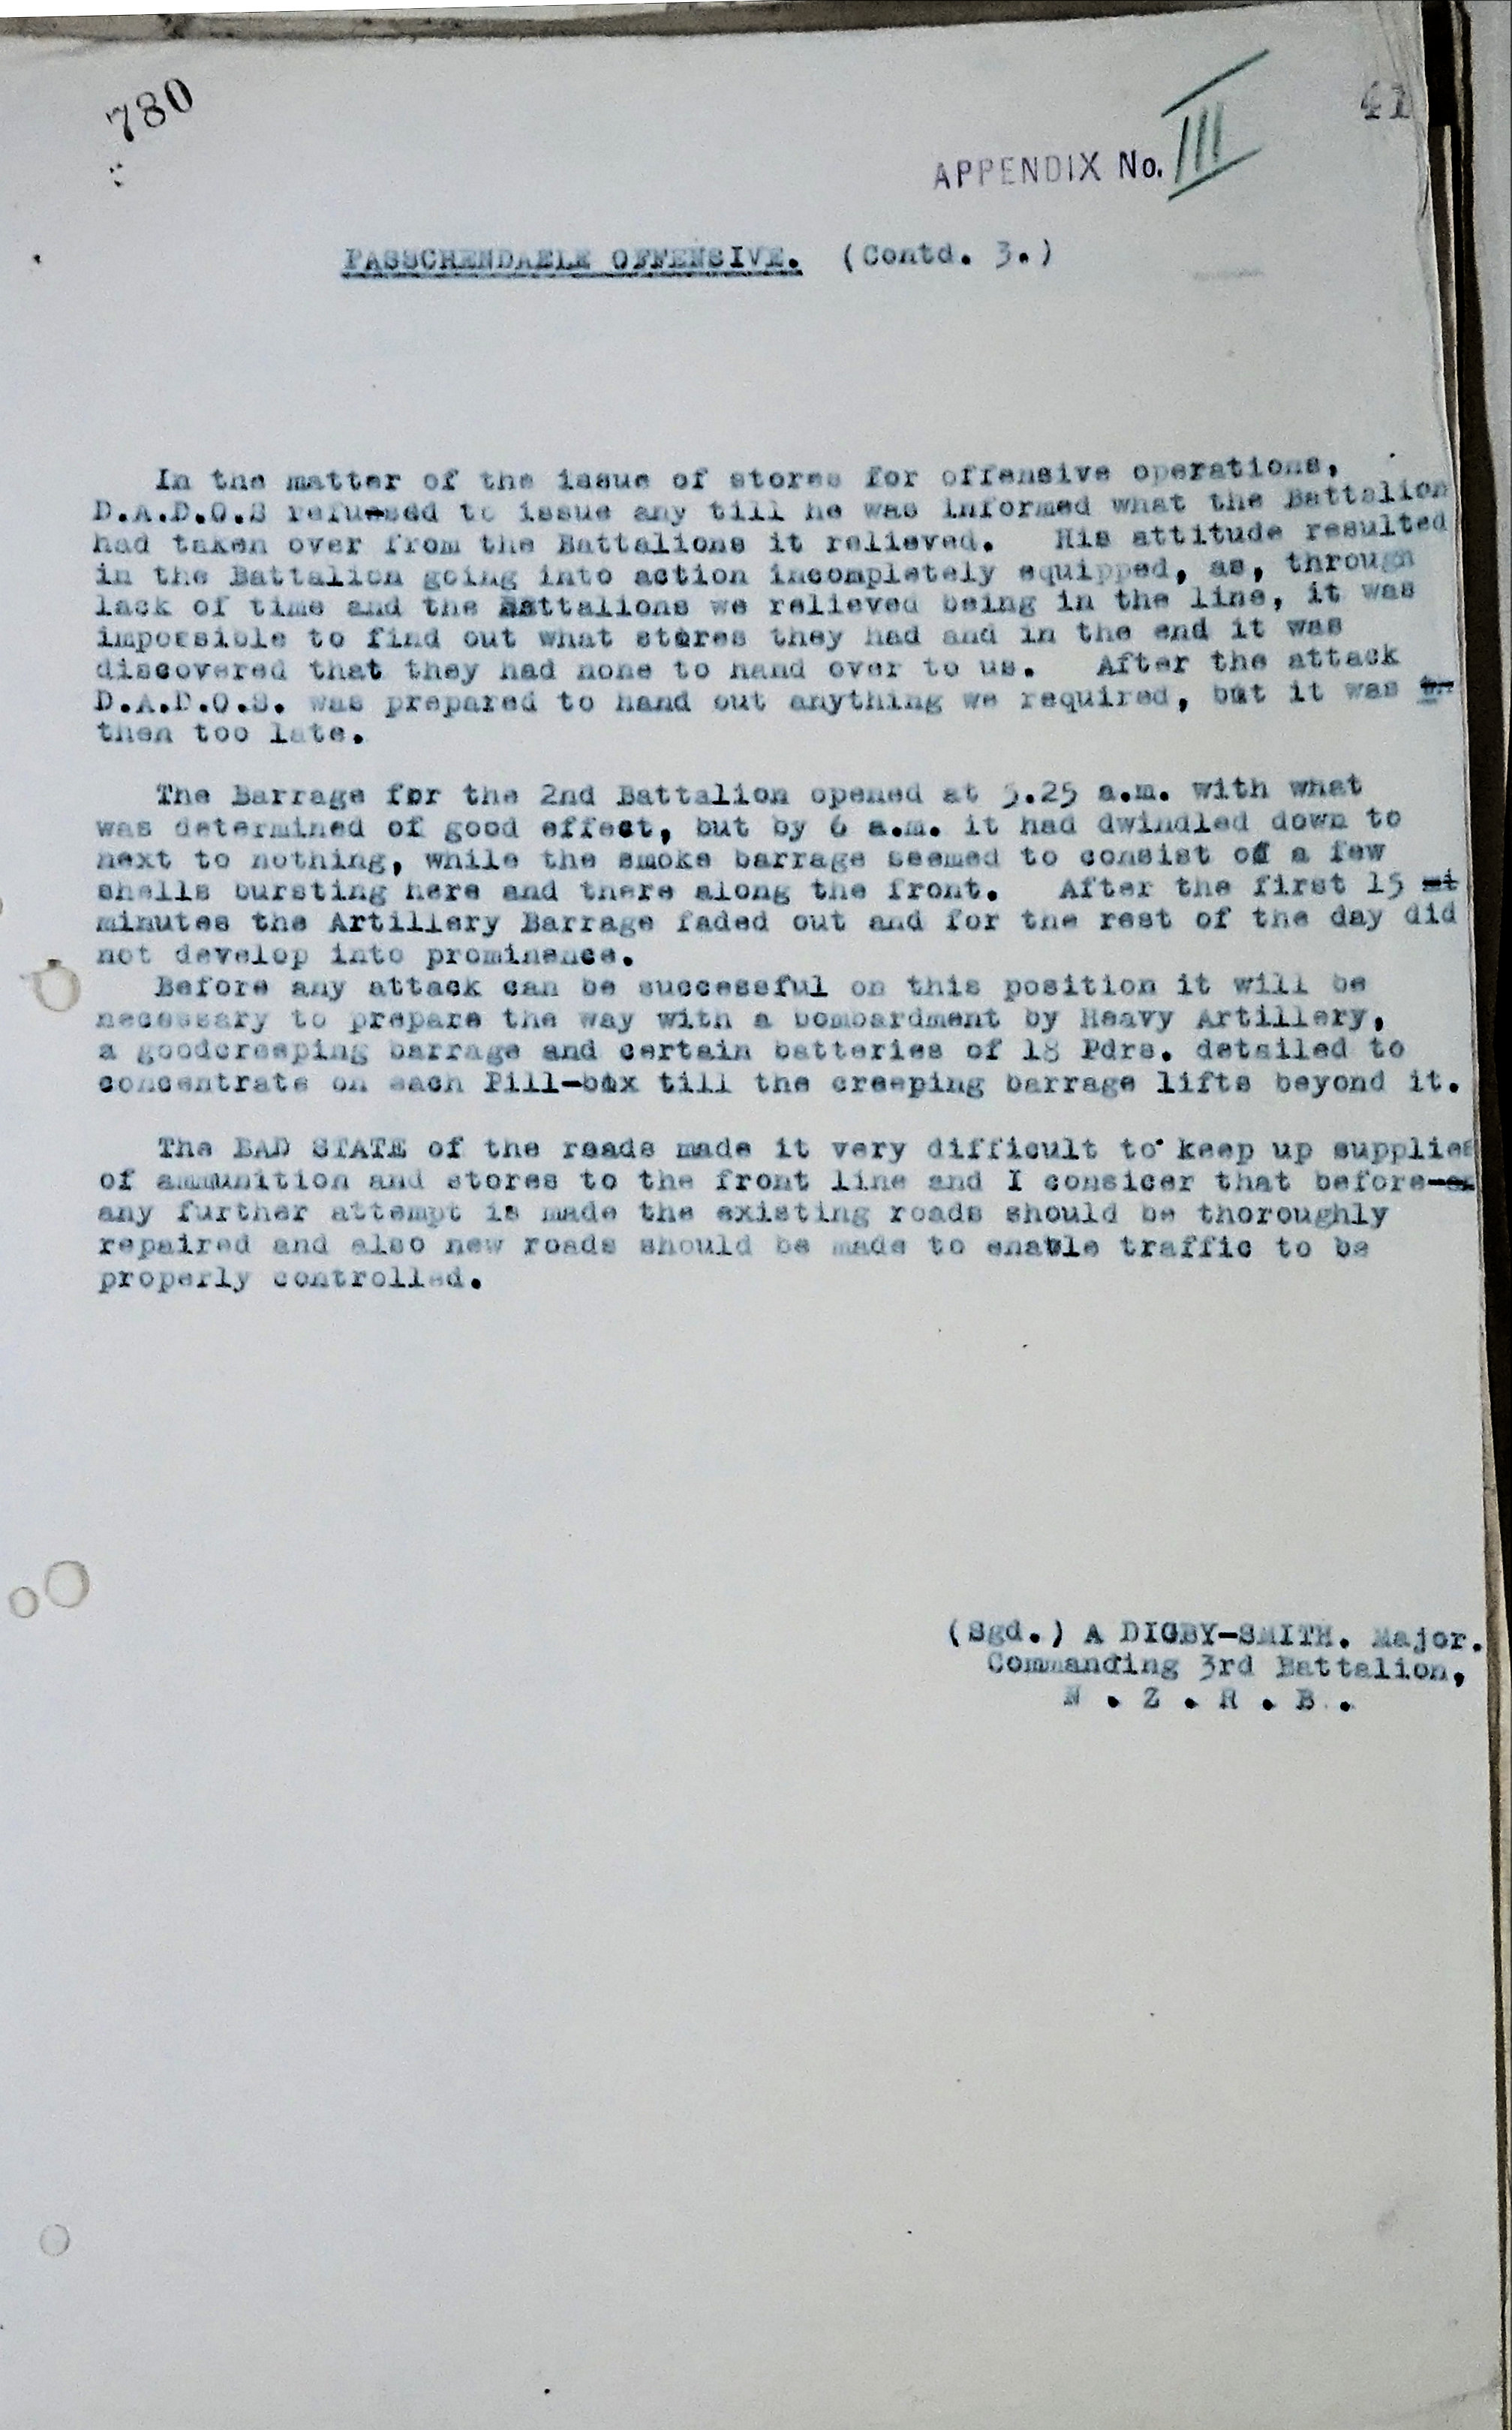 780
41
APPENDIX No. III
PASSCHENDAELE OFFENSIVE. (Contd. 3.)
In the matter of the issue of stores for offensive operations,
D.A.D.O.S refuesed to issue any till he was informed what the Battalion
had taken over from the Battalions it relieved. His attitude resulted
in the Battalion going into action incompletely equipped, as, through
lack of time and the Battalions we relieved being in the line, it was
impossible to find out what stores they had and in the end it was
discovered that they had none to hand over to us. After the attack
D.A.D.O.S. was prepared to hand out anything we required, but it was
then too late.
The Barrage for the 2nd Battalion opened at 5.25 a.m. with what
was determined of good effect, but by 6 a.m. it had dwindled down to
next to nothing, while the smoke barrage seemed to consist of a few
shells bursting here and there along the front. After the first 15 mi
minutes the Artillery Barrage faded out and for the rest of the day did
not develop into prominence.
Before any attack can be successful on this position it will be
necessary to prepare the way with a bombardment by Heavy Artillery,
a goodcreeping barrage and certain batteries of 18 Pdrs. detailed to
concentrate on each Pill-box till the creeping barrage lifts beyond it.
The BAD STATE of the roads made it very difficult to keep up supplies
of ammunition and stores to the front line and I consider that before
any further attempt is made the existing roads should be thoroughly
repaired and also new roads should be made to enable traffic to be
properly controlled.
(Sgd.) A DIGBY-SMITH. Major.
Commanding 3rd Battalion,
N . Z . R . B .